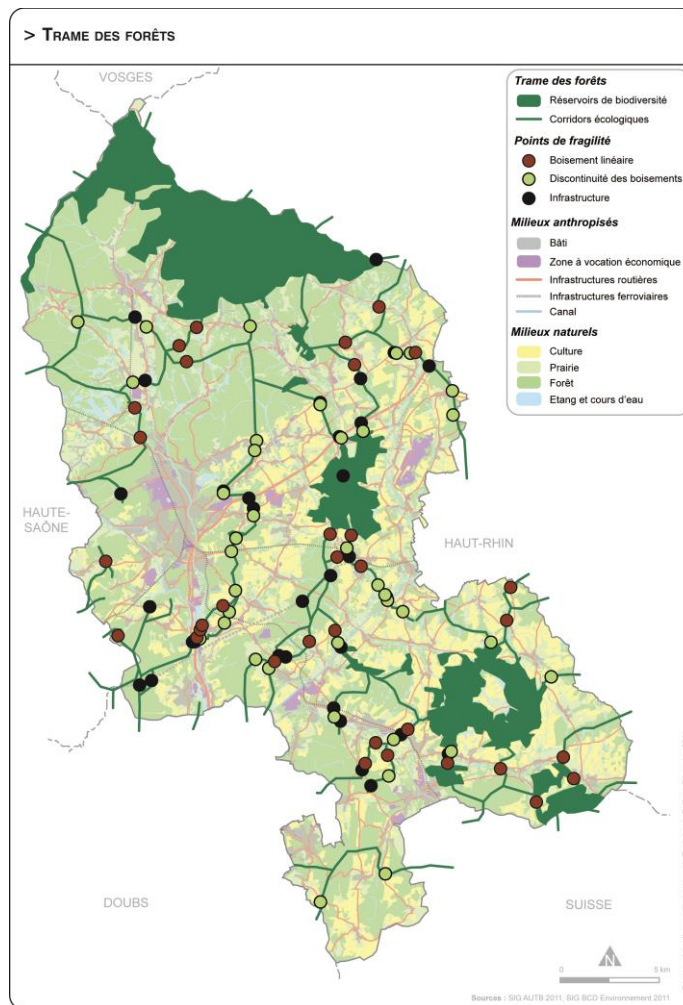 > TRAME DES FORÊTS
VOSGES
Trame des forêts
Réservoirs de biodiversité
Corridors écologiques
Points de fragilité
Boisement linéaire
Discontinuité des boisements
Infrastructure
Milieux anthropisés
Bâti
Zone à vocation économique
Infrastructures routières
Infrastructures ferroviaires
Canal
Milieux naturels
Culture
Prairie
Forêt
Etang et cours d'eau
HAUTE-
SAÔNE
HAUT-RHIN
DOUBS
SUISSE
N
0 5 km
Sources : SIG AUTB 2011, SIG BCD Environnement 2011